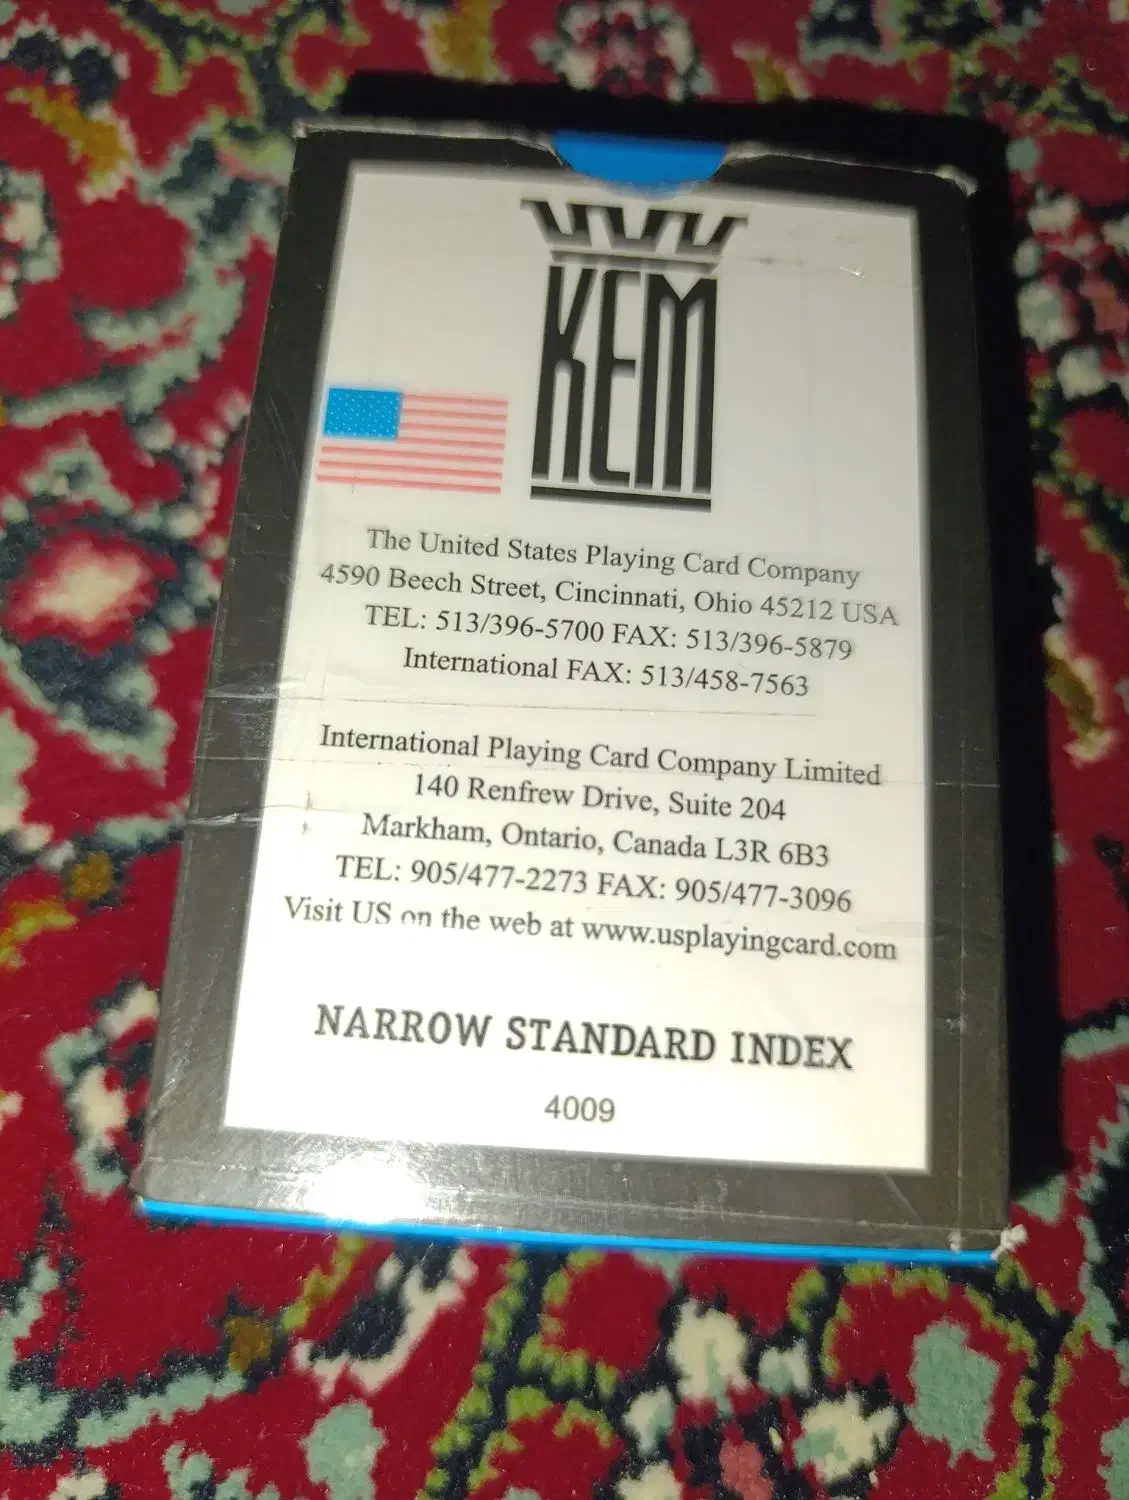 KEM
The United States Playing Card Company
4590 Beech Street, Cincinnati, Ohio 45212 USA
TEL: 513/396-5700 FAX: 513/396-5879
International FAX: 513/458-7563
International Playing Card Company Limited
140 Renfrew Drive, Suite 204
Markham, Ontario, Canada L3R 6B3
TEL: 905/477-2273 FAX: 905/477-3096
Visit US on the web at www.usplayingcard.com
NARROW STANDARD INDEX
4009